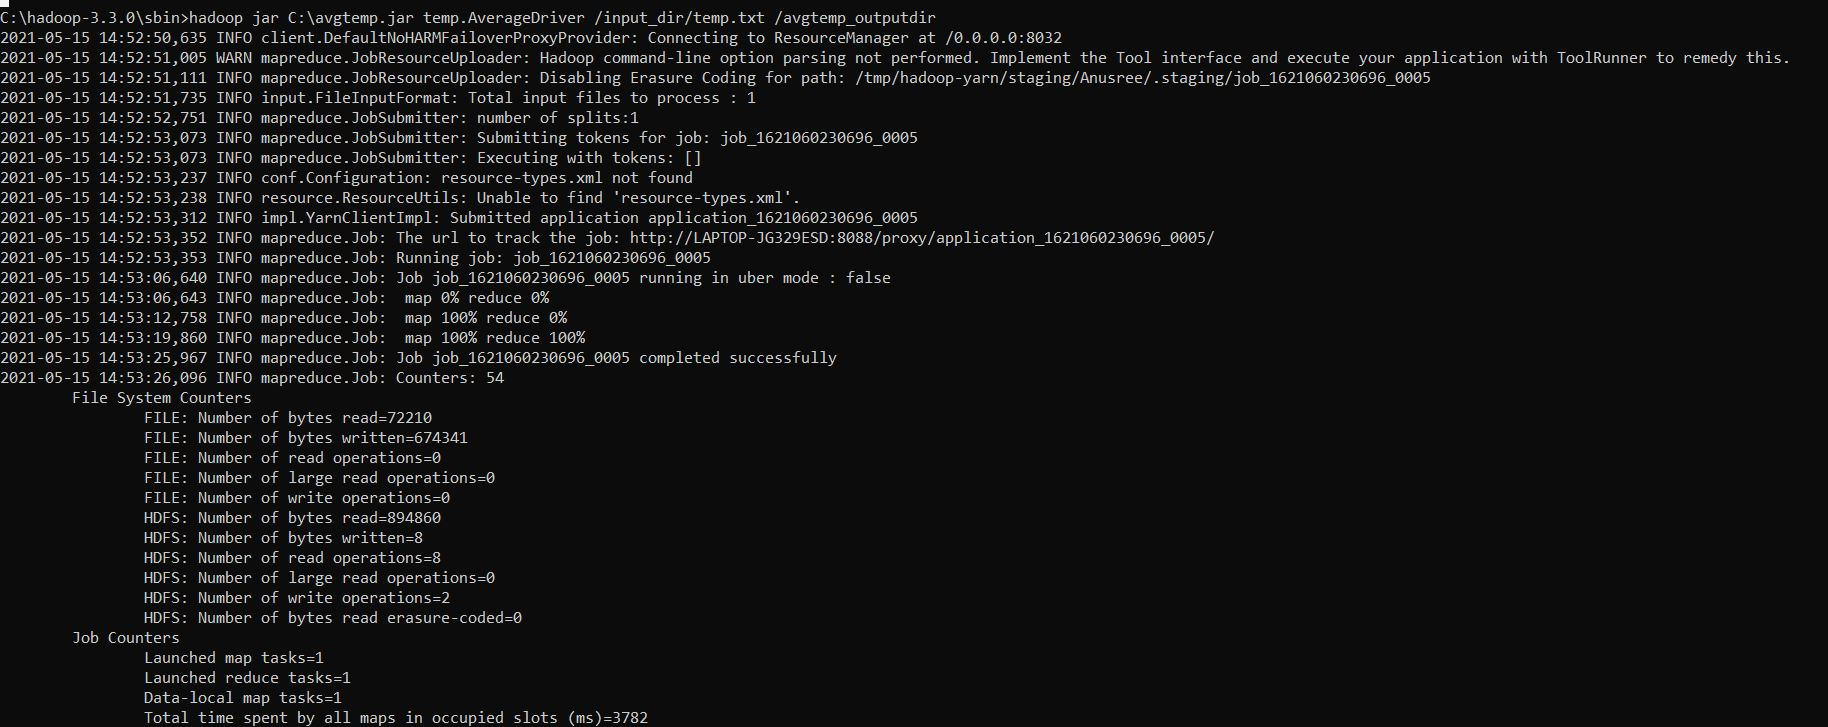 C:\hadoop-3.3.0\sbin>hadoop jar C:\avgtemp.jar temp.AverageDriver /input_dir/temp.txt /avgtemp_outputdir
2021-05-15 14:52:50,635 INFO client.DefaultNoHARMFailoverProxyProvider: Connecting to ResourceManager at /0.0.0.0:8032
2021-05-15 14:52:51,005 WARN mapreduce.JobResourceUploader: Hadoop command-line option parsing not performed. Implement the Tool interface and execute your application with ToolRunner to remedy this.
2021-05-15 14:52:51,111 INFO mapreduce.JobResourceUploader: Disabling Erasure Coding for path: /tmp/hadoop-yarn/staging/Anusree/.staging/job_1621060230696_0005
2021-05-15 14:52:51,735 INFO input.FileInputFormat: Total input files to process : 1
2021-05-15 14:52:52,751 INFO mapreduce.JobSubmitter: number of splits:1
2021-05-15 14:52:53,073 INFO mapreduce.JobSubmitter: Submitting tokens for job: job_1621060230696_0005
2021-05-15 14:52:53,073 INFO mapreduce.JobSubmitter: Executing with tokens: []
2021-05-15 14:52:53,237 INFO conf.Configuration: resource-types.xml not found
2021-05-15 14:52:53,238 INFO resource.ResourceUtils: Unable to find 'resource-types.xml'.
2021-05-15 14:52:53,312 INFO impl.YarnClientImpl: Submitted application application_1621060230696_0005
2021-05-15 14:52:53,352 INFO mapreduce.Job: The url to track the job: http://LAPTOP-JG329ESD:8088/proxy/application_1621060230696_0005/
2021-05-15 14:52:53,353 INFO mapreduce.Job: Running job: job_1621060230696_0005
2021-05-15 14:53:06,640 INFO mapreduce.Job: Job job_1621060230696_0005 running in uber mode : false
2021-05-15 14:53:06,643 INFO mapreduce.Job:  map 0% reduce 0%
2021-05-15 14:53:12,758 INFO mapreduce.Job:  map 100% reduce 0%
2021-05-15 14:53:19,860 INFO mapreduce.Job:  map 100% reduce 100%
2021-05-15 14:53:25,967 INFO mapreduce.Job: Job job_1621060230696_0005 completed successfully
2021-05-15 14:53:26,096 INFO mapreduce.Job: Counters: 54
File System Counters
FILE: Number of bytes read=72210
FILE: Number of bytes written=674341
FILE: Number of read operations=0
FILE: Number of large read operations=0
FILE: Number of write operations=0
HDFS: Number of bytes read=894860
HDFS: Number of bytes written=8
HDFS: Number of read operations=8
HDFS: Number of large read operations=0
HDFS: Number of write operations=2
HDFS: Number of bytes read erasure-coded=0
Job Counters
Launched map tasks=1
Launched reduce tasks=1
Data-local map tasks=1
Total time spent by all maps in occupied slots (ms)=3782